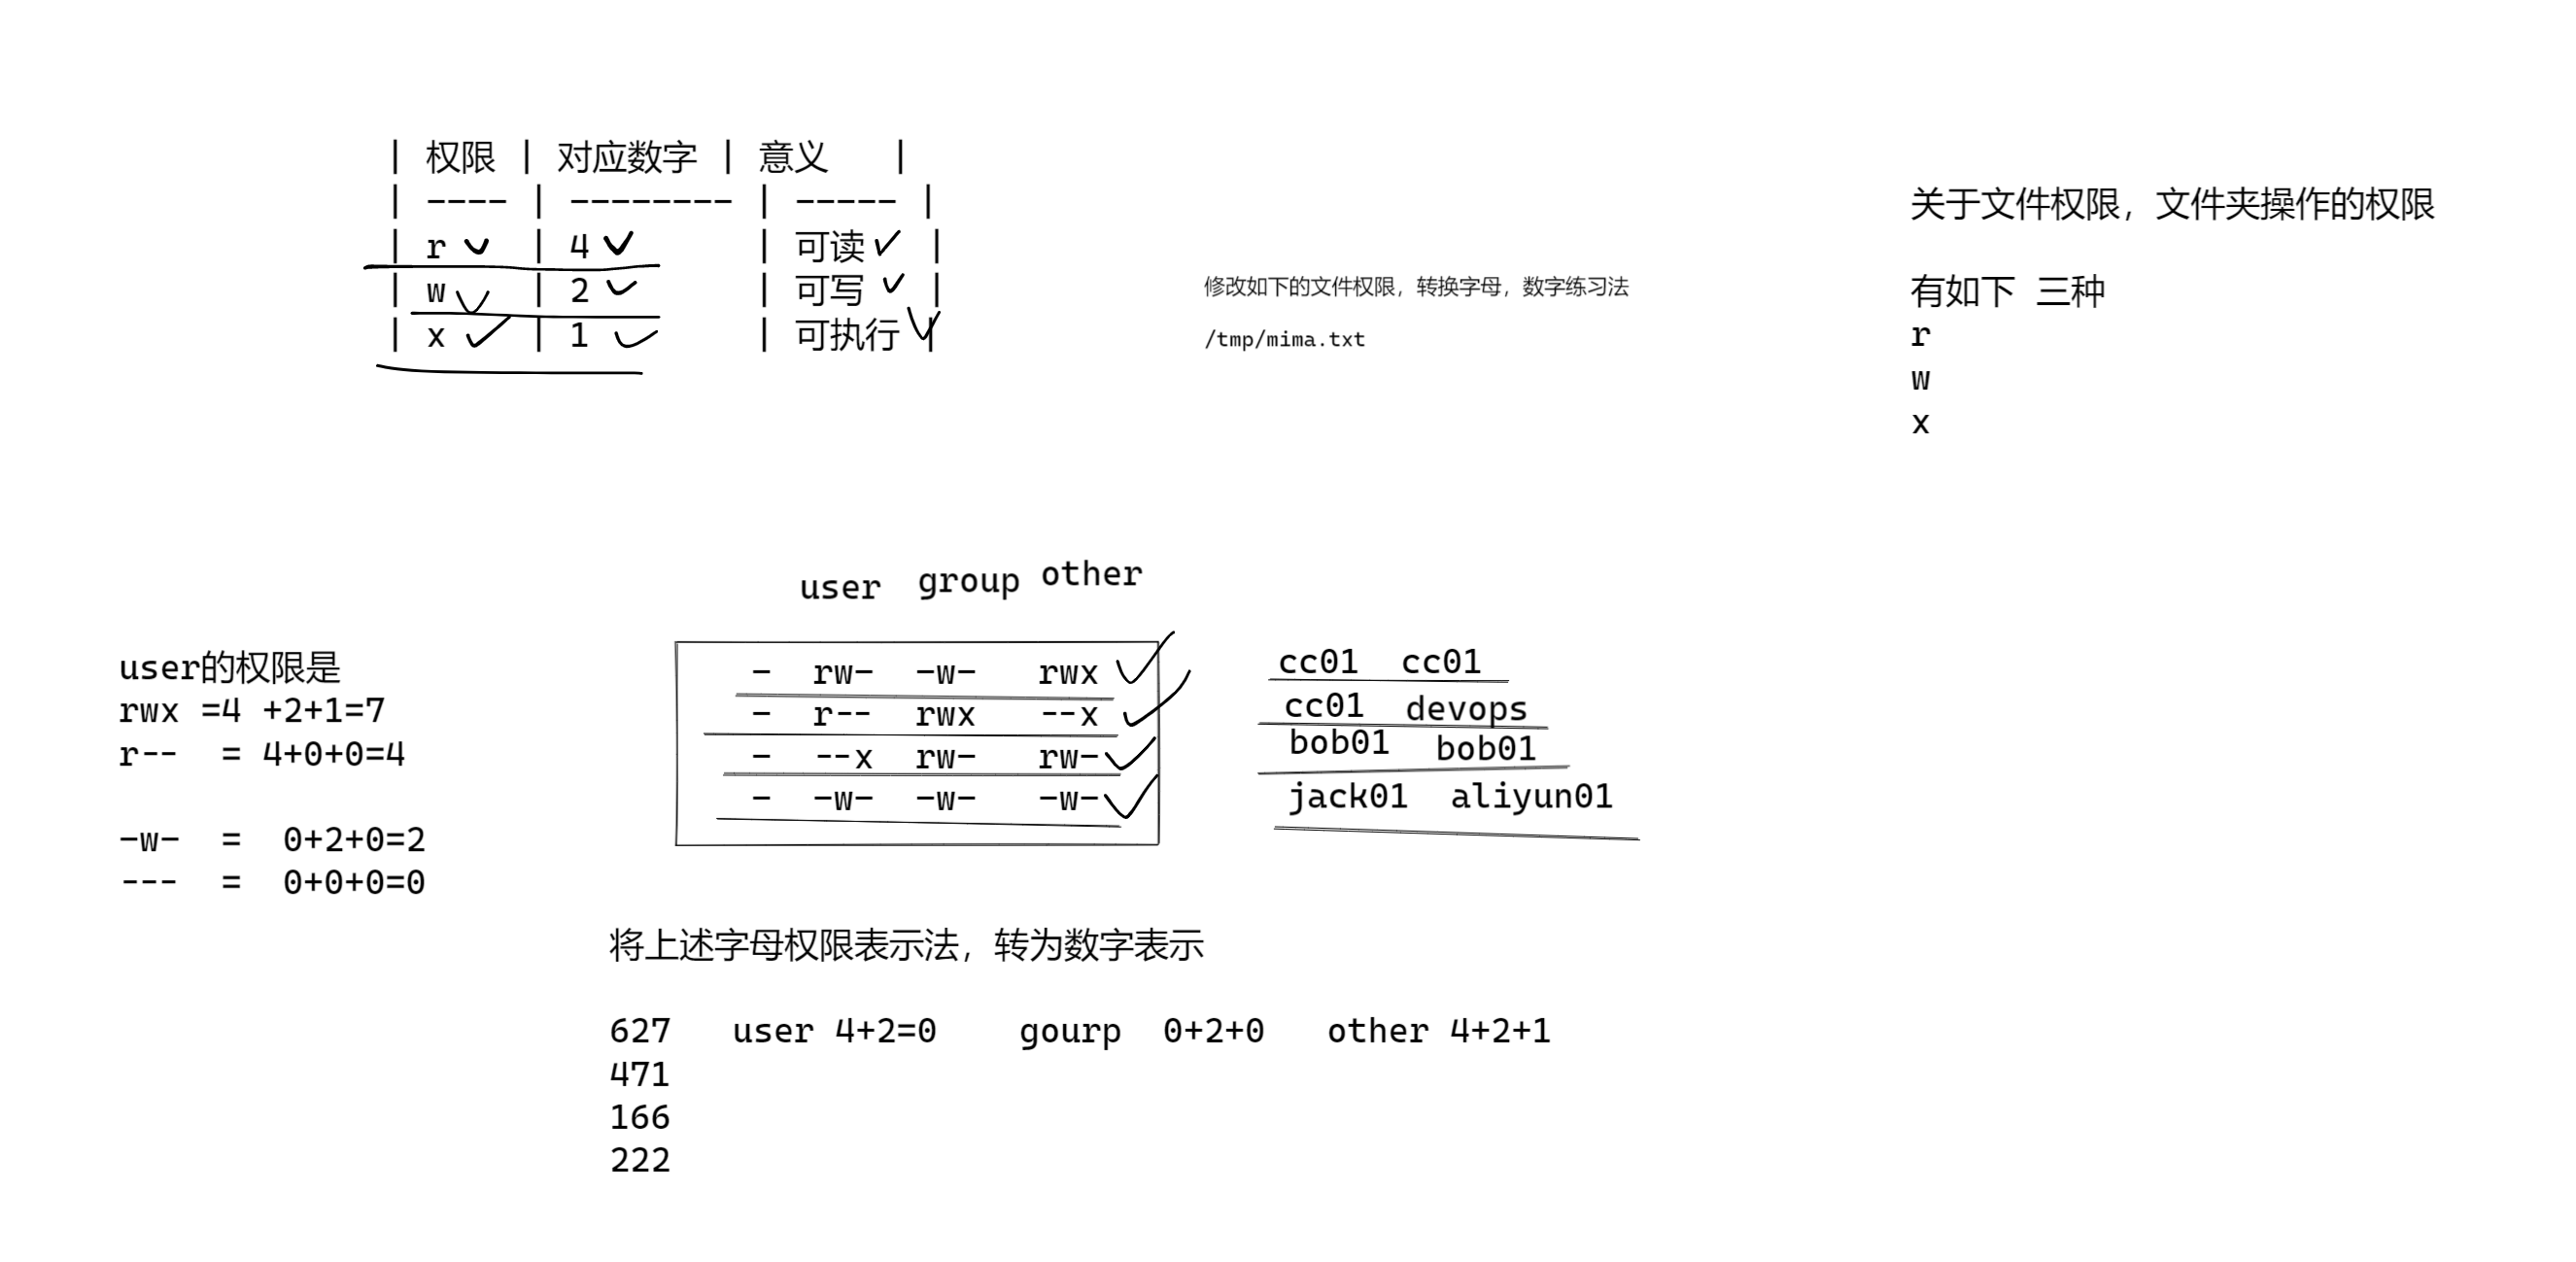 | 权限 | 对应数字 | 意义 |
| ---- | -------- | ----- |
| r | 4 | 可读 |
| w | 2 | 可写 |
| x | 1 | 可执行 |
修改如下的文件权限，转换字母，数字练习法
/tmp/mima.txt
关于文件权限，文件夹操作的权限
有如下 三种
r
w
x
user group other
- rw- -w- rwx
- r-- rwx --x
- --x rw- rw-
- -w- -w- -w-
cc01 cc01
cc01 devops
bob01 bob01
jack01 aliyun01
user的权限是
rwx =4 +2+1=7
r-- = 4+0+0=4
-w- = 0+2+0=2
--- = 0+0+0=0
将上述字母权限表示法，转为数字表示
627 user 4+2=0 gourp 0+2+0 other 4+2+1
471
166
222